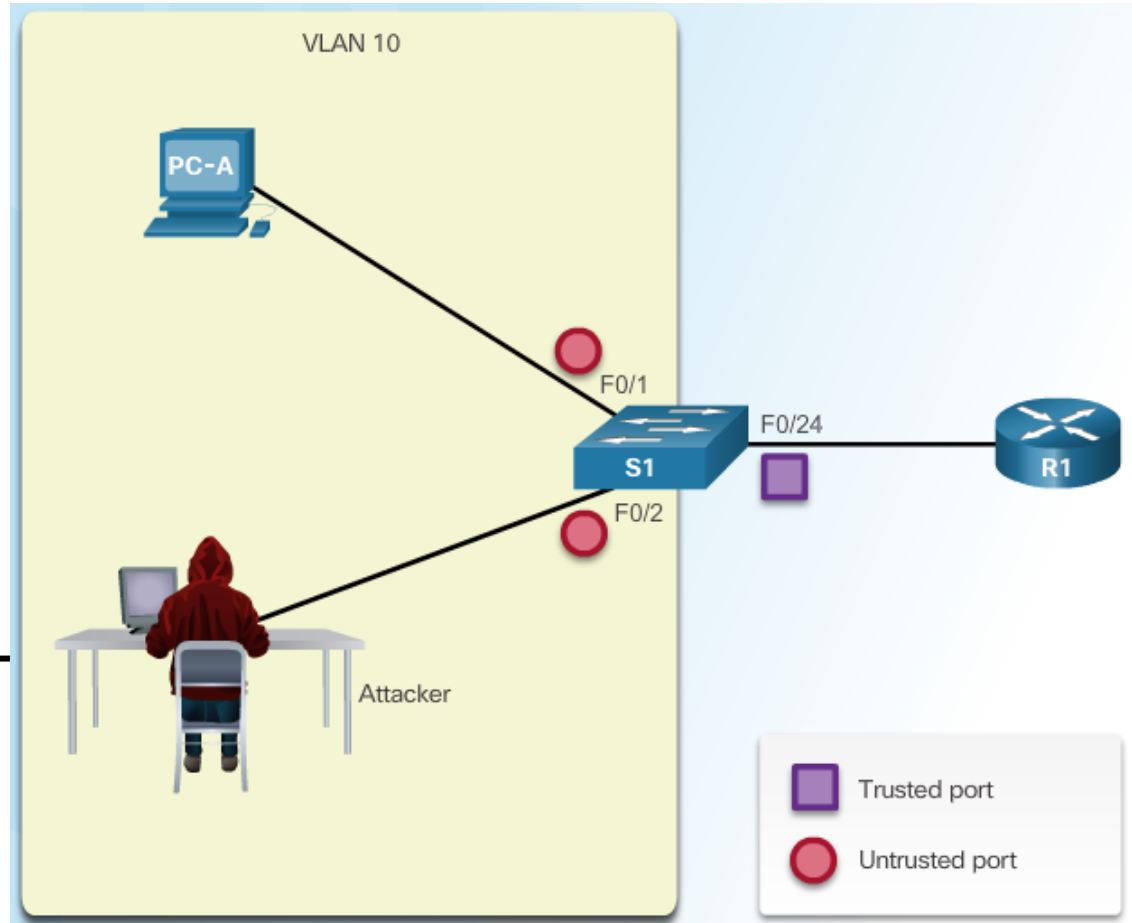 VLAN 10
PC-A
F0/1
F0/24
S1
R1
F0/2
Attacker
Trusted port
Untrusted port